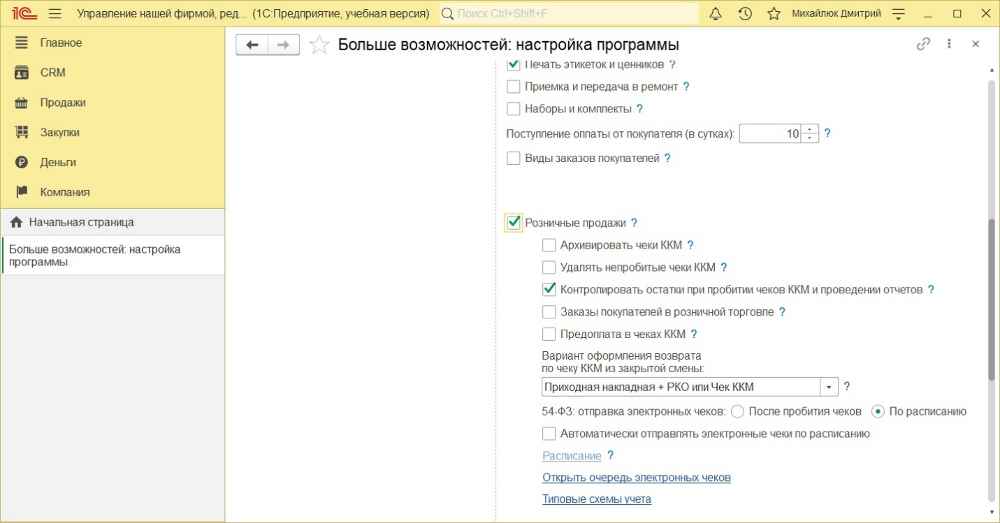 1С Управление нашей фирмой, ред... (1С:Предприятие, учебная версия) Поиск Ctrl+Shift+F Михайлюк Дмитрий
Главное
CRM
Продажи
Закупки
Деньги
Компания
Начальная страница
Больше возможностей: настройка
программы
Больше возможностей: настройка программы
Печать этикеток и ценников ?
Приемка и передача в ремонт ?
Наборы и комплекты ?
Поступление оплаты от покупателя (в сутках): 10 ?
Виды заказов покупателей ?
Розничные продажи ?
Архивировать чеки ККМ ?
Удалять непробитые чеки ККМ ?
Контролировать остатки при пробитии чеков ККМ и проведении отчетов ?
Заказы покупателей в розничной торговле ?
Предоплата в чеках ККМ ?
Вариант оформления возврата
по чеку ККМ из закрытой смены:
Приходная накладная + РКО или Чек ККМ ?
54-ФЗ: отправка электронных чеков: После пробития чеков По расписанию
Автоматически отправлять электронные чеки по расписанию
Расписание ?
Открыть очередь электронных чеков
Типовые схемы учета